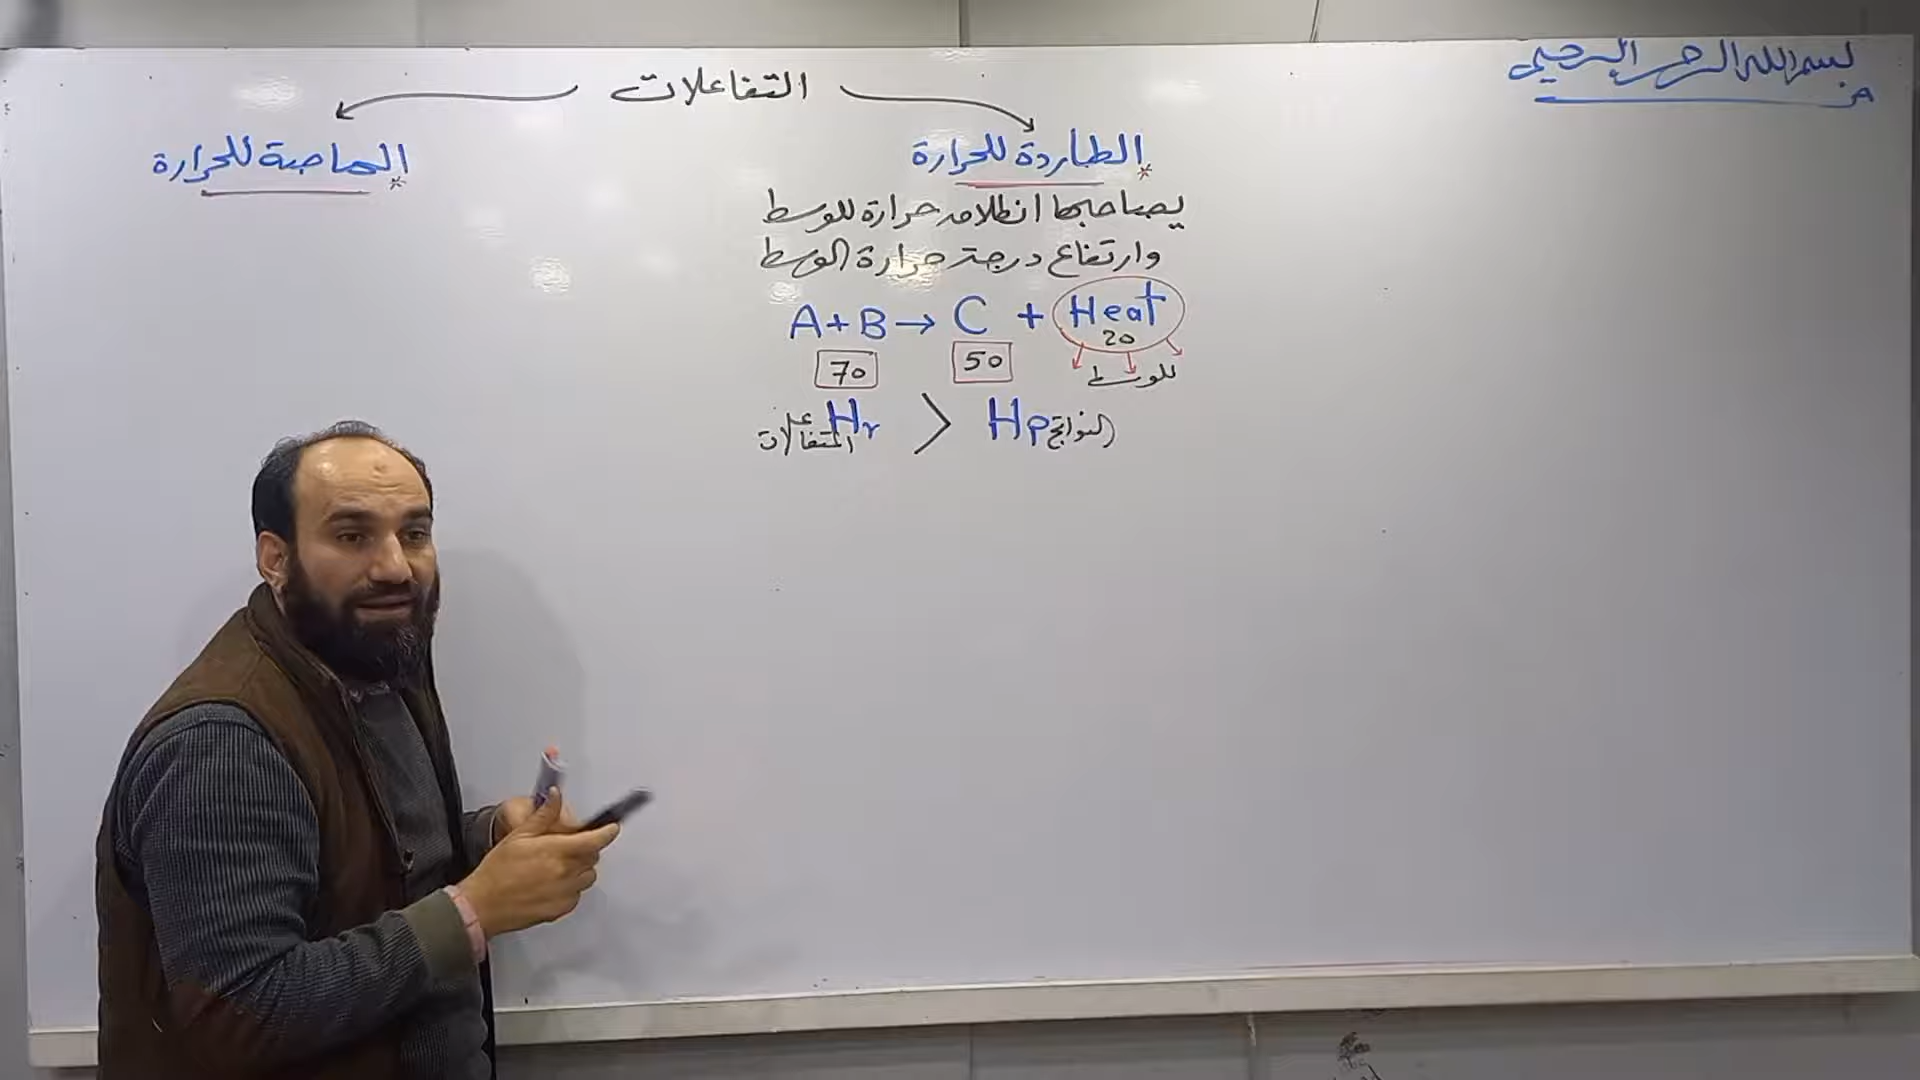 بسم الله الرحمن الرحيم
التفاعلات
الطاردة للحرارة
الماصة للحرارة
يصاحبها انطلاق حرارة للوسط
وارتفاع درجة حرارة الوسط
A + B → C + Heat
20
70 50 للوسط
المتفاعلات Hr > Hp النواتج